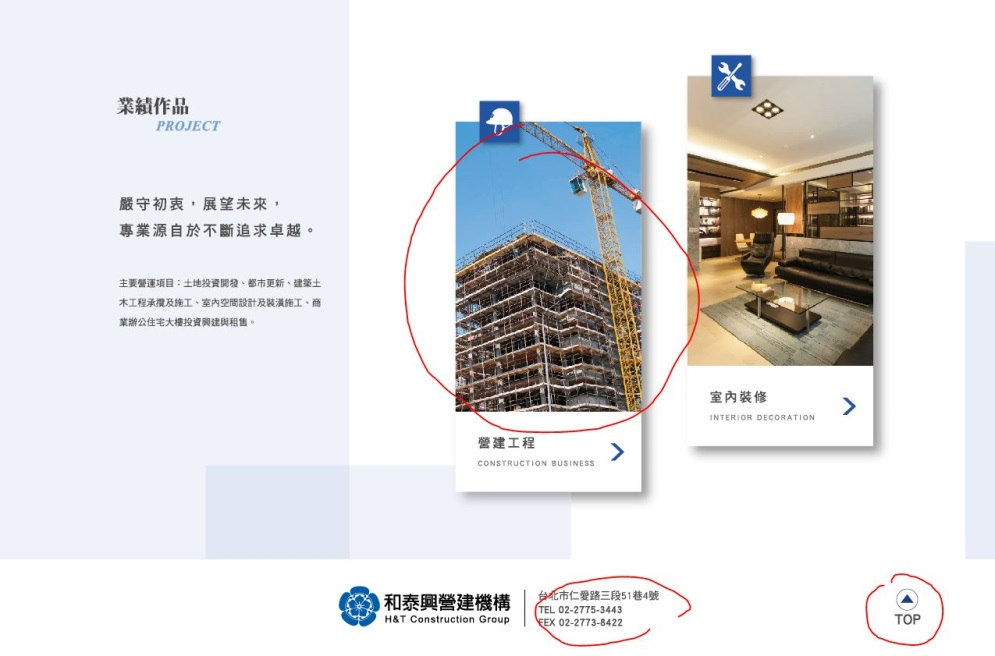 業績作品
PROJECT
嚴守初衷，展望未來，
專業源自於不斷追求卓越。
主要營運項目：土地投資開發、都市更新、建築土
木工程承攬及施工、室內空間設計及裝潢施工、商
業辦公住宅大樓投資興建與租售。
營建工程
CONSTRUCTION BUSINESS
室內裝修
INTERIOR DECORATION
和泰興營建機構
H&T Construction Group
台北市仁愛路三段51巷4號
TEL 02-2775-3443
FEX 02-2773-8422
TOP